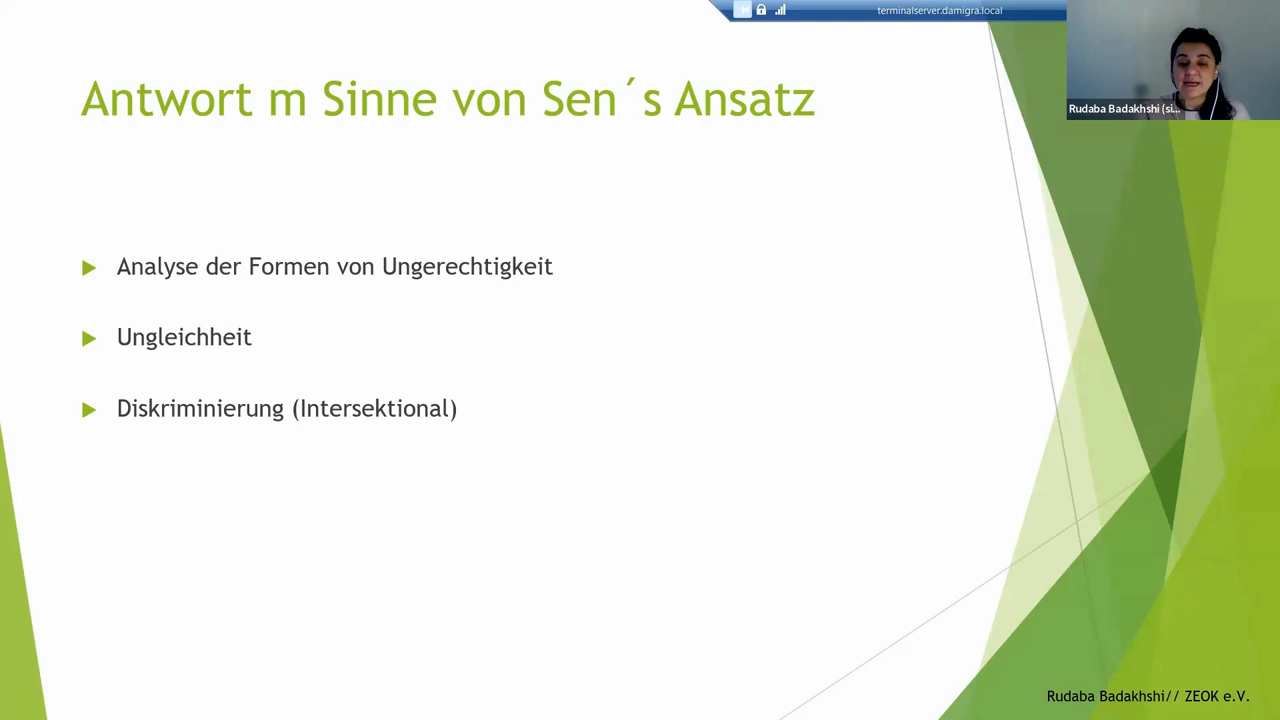 terminalserver.damigra.local
Rudaba Badakhshi (si...
Antwort m Sinne von Sen´s Ansatz
Analyse der Formen von Ungerechtigkeit
Ungleichheit
Diskriminierung (Intersektional)
Rudaba Badakhshi// ZEOK e.V.